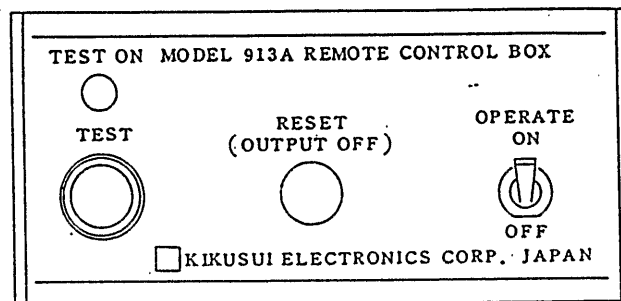 TEST ON MODEL 913A REMOTE CONTROL BOX
TEST
RESET
(OUTPUT OFF)
OPERATE
ON
OFF
KIKUSUI ELECTRONICS CORP. JAPAN